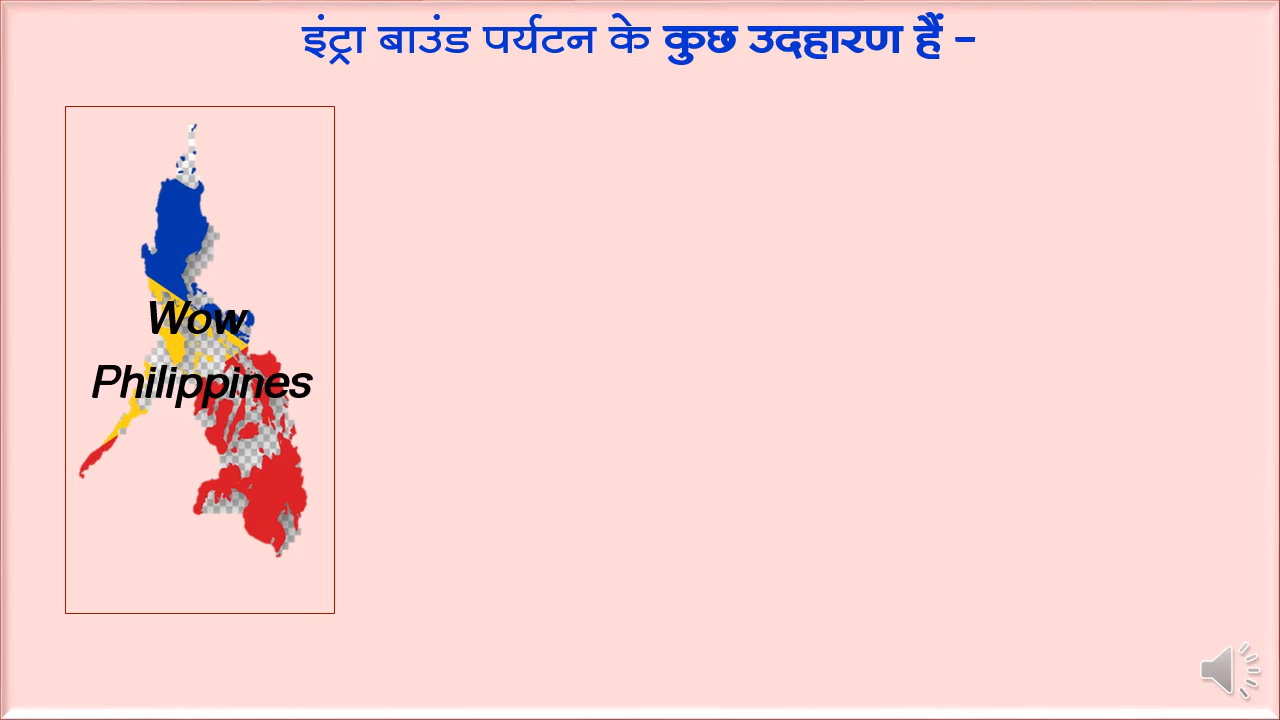 इंट्रा बाउंड पर्यटन के कुछ उदहारण हैं –
Wow
Philippines